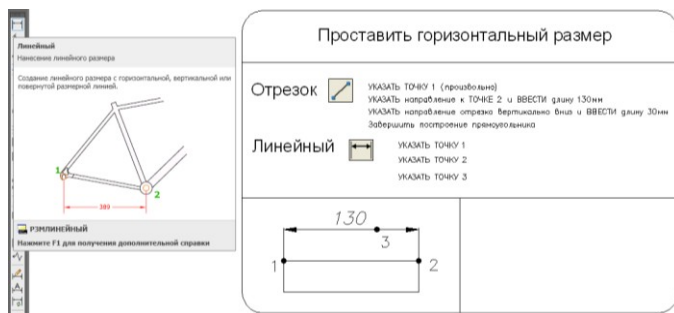 Линейный
Нанесение линейного размера
Создание линейного размера с горизонтальной, вертикальной или
повернутой размерной линией.
1
2
389
РЗМЛИНЕЙНЫЙ
Нажмите F1 для получения дополнительной справки
Проставить горизонтальный размер
Отрезок
УКАЗАТЬ ТОЧКУ 1 (произвольно)
УКАЗАТЬ направление к ТОЧКЕ 2 и ВВЕСТИ длину 130мм
УКАЗАТЬ направление отрезка вертикально вниз и ВВЕСТИ длину 30мм
Завершить построение прямоугольника
Линейный
УКАЗАТЬ ТОЧКУ 1
УКАЗАТЬ ТОЧКУ 2
УКАЗАТЬ ТОЧКУ 3
130
3
1
2